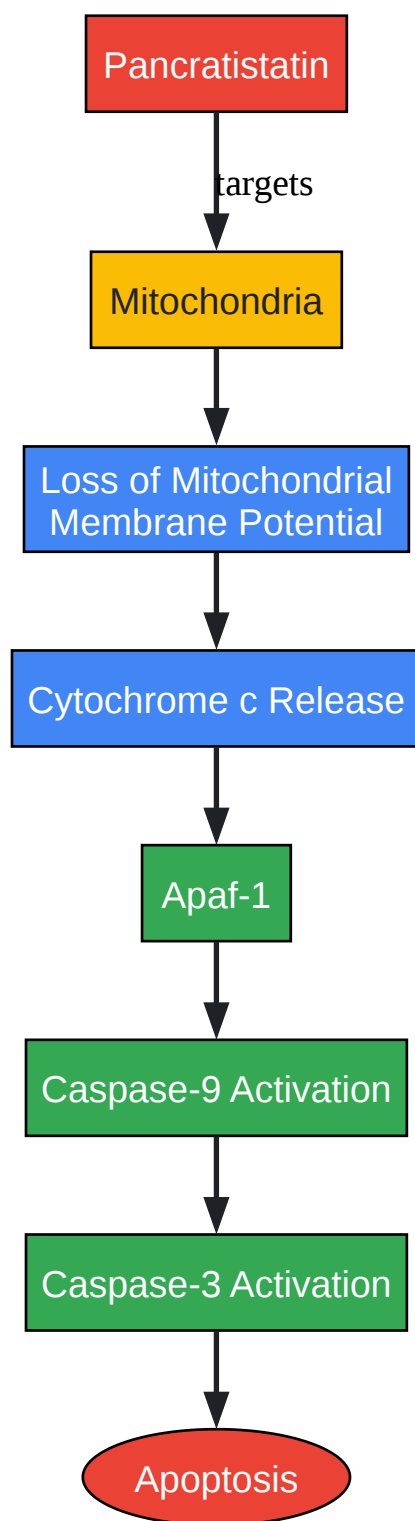 Pancratistatin
targets
Mitochondria
Loss of Mitochondrial
Membrane Potential
Cytochrome c Release
Apaf-1
Caspase-9 Activation
Caspase-3 Activation
Apoptosis